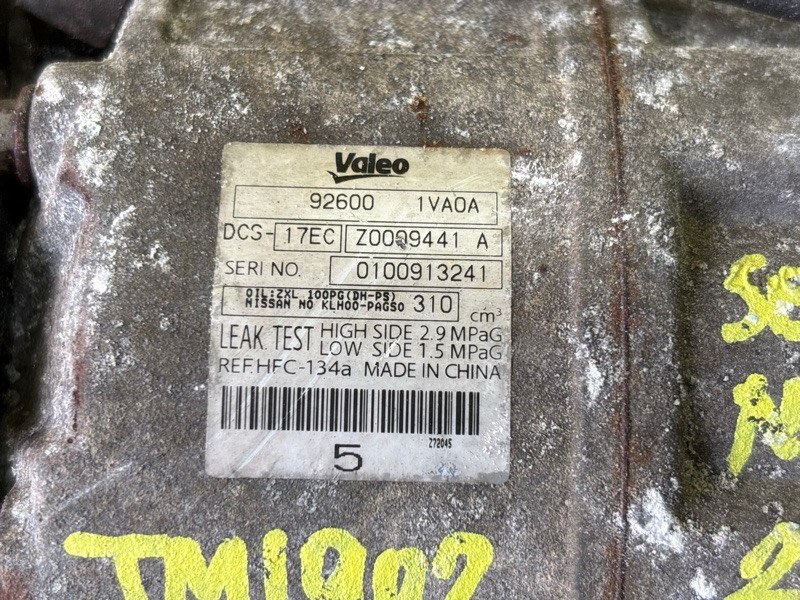 Valeo
92600 1VA0A
DCS- 17EC Z0009441 A
SERI NO. 0100913241
OIL:ZXL 100PG(DH-PS)
NISSAN NO KLH00-PAGS0 310 cm³
LEAK TEST HIGH SIDE 2.9 MPaG
LOW SIDE 1.5 MPaG
REF.HFC-134a MADE IN CHINA
Z72045
5
TM1902